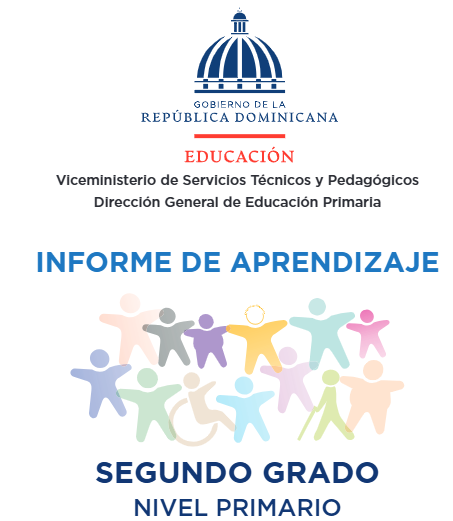 GOBIERNO DE LA
REPÚBLICA DOMINICANA
EDUCACIÓN
Viceministerio de Servicios Técnicos y Pedagógicos
Dirección General de Educación Primaria
INFORME DE APRENDIZAJE
SEGUNDO GRADO
NIVEL PRIMARIO